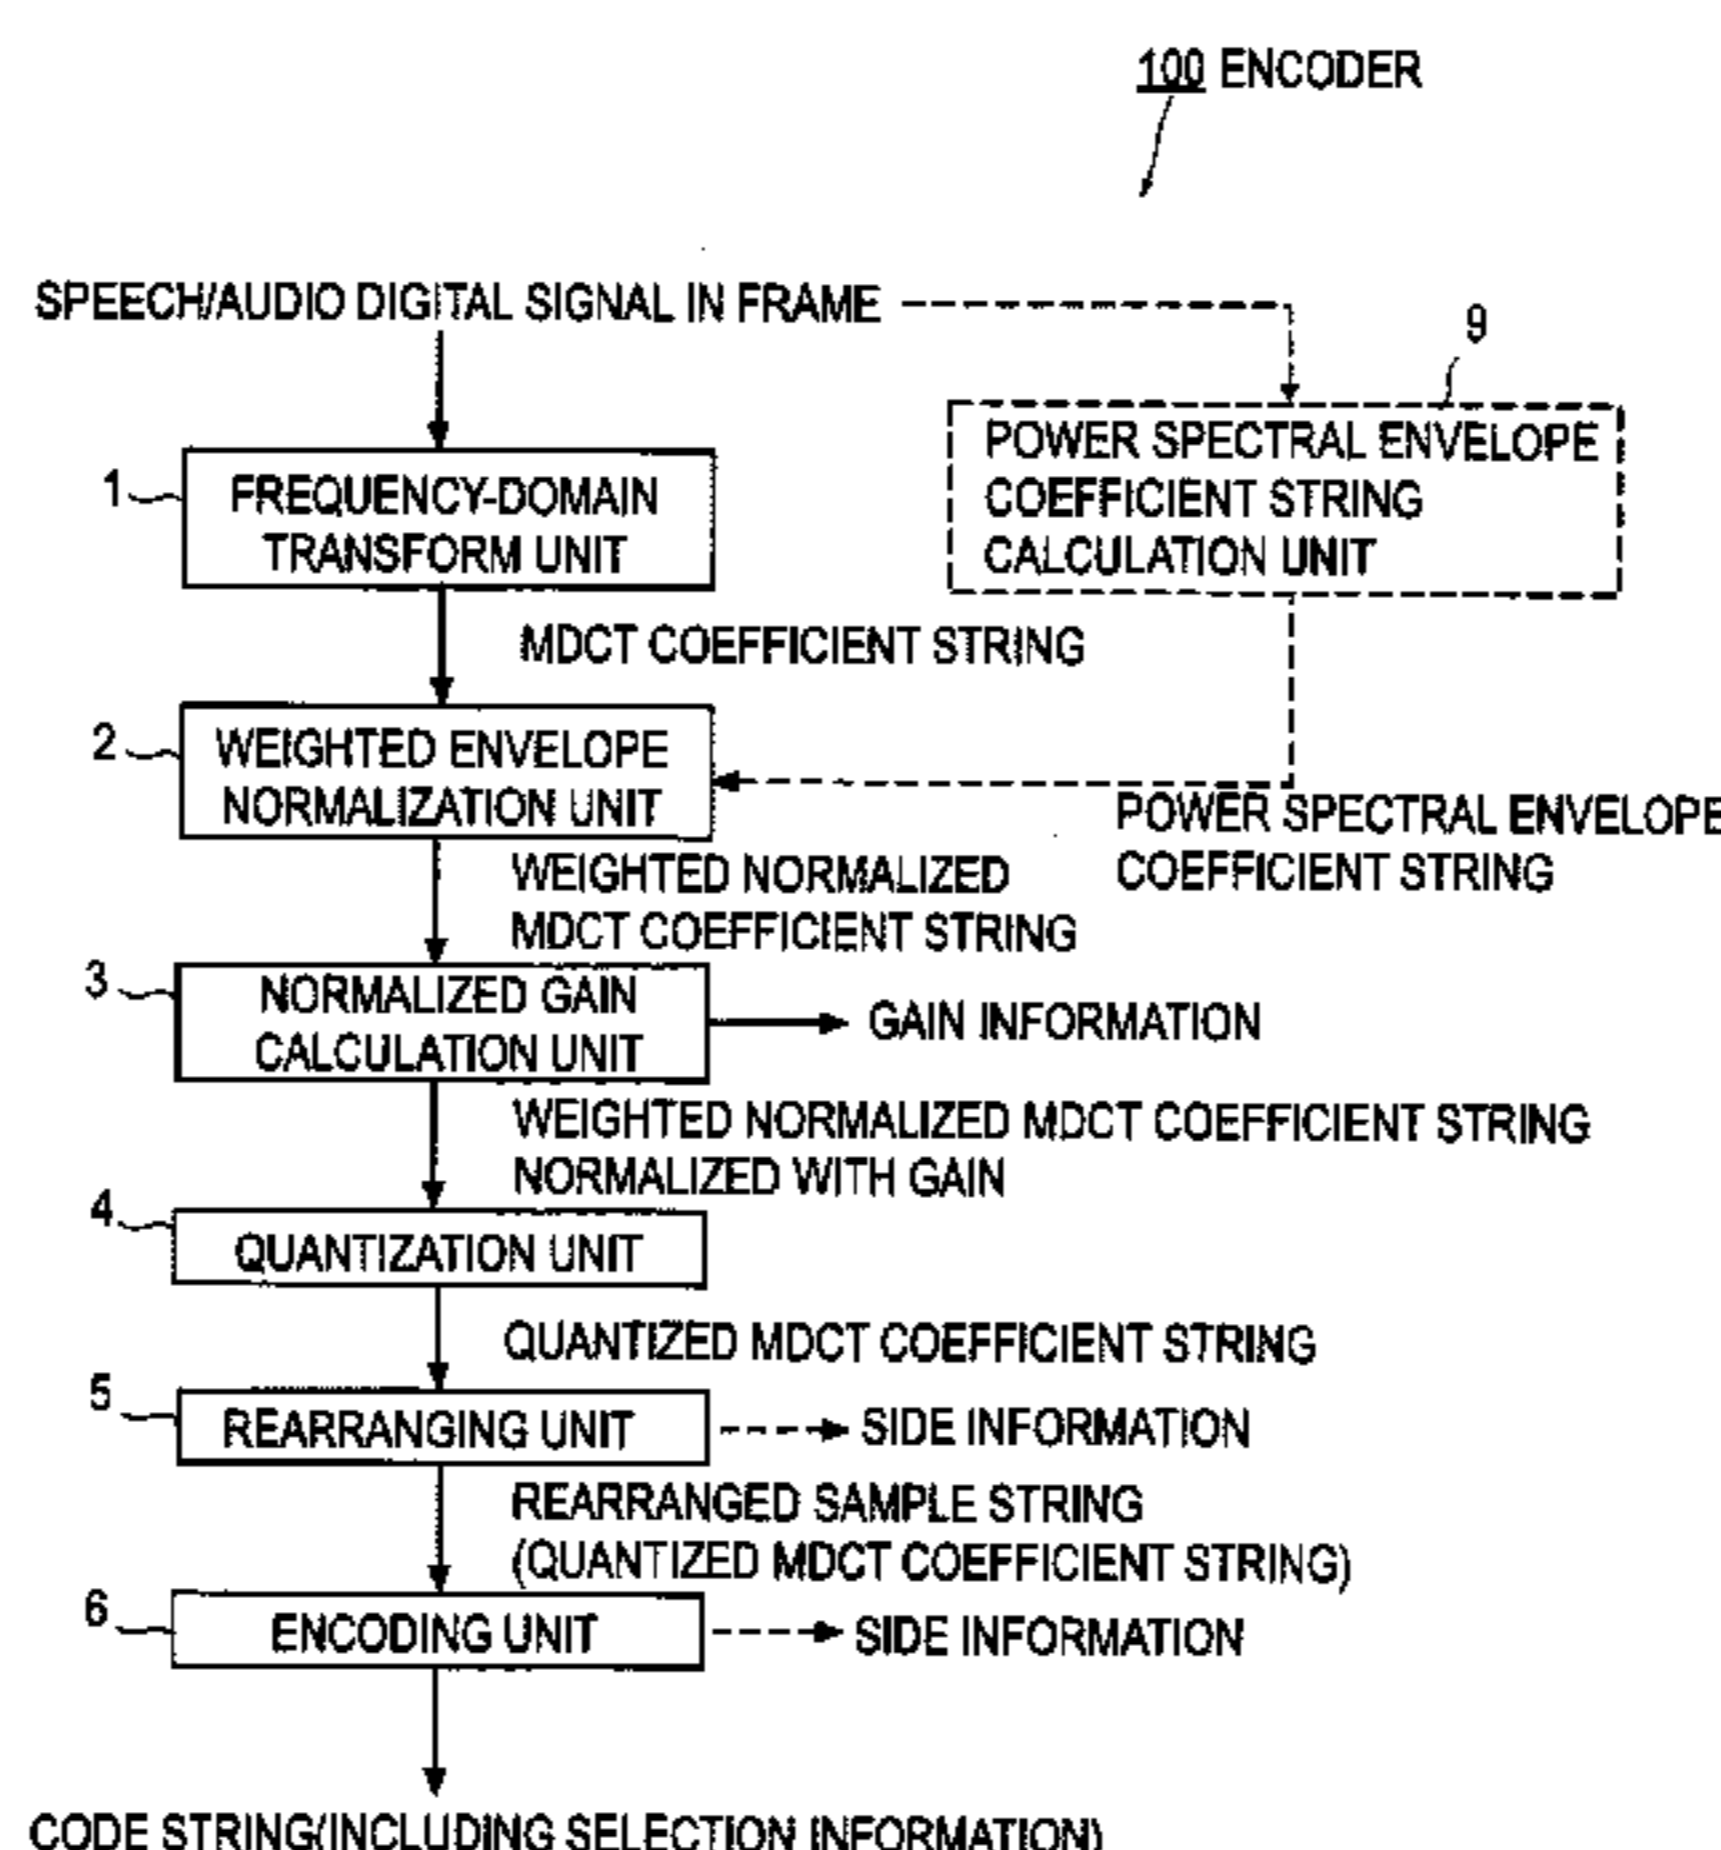 100 ENCODER
SPEECH/AUDIO DIGITAL SIGNAL IN FRAME
9
POWER SPECTRAL ENVELOPE
COEFFICIENT STRING
CALCULATION UNIT
1
FREQUENCY-DOMAIN
TRANSFORM UNIT
MDCT COEFFICIENT STRING
2
WEIGHTED ENVELOPE
NORMALIZATION UNIT
POWER SPECTRAL ENVELOPE
COEFFICIENT STRING
WEIGHTED NORMALIZED
MDCT COEFFICIENT STRING
3
NORMALIZED GAIN
CALCULATION UNIT
GAIN INFORMATION
WEIGHTED NORMALIZED MDCT COEFFICIENT STRING
NORMALIZED WITH GAIN
4
QUANTIZATION UNIT
QUANTIZED MDCT COEFFICIENT STRING
5
REARRANGING UNIT
SIDE INFORMATION
REARRANGED SAMPLE STRING
(QUANTIZED MDCT COEFFICIENT STRING)
6
ENCODING UNIT
SIDE INFORMATION
CODE STRING(INCLUDING SELECTION INFORMATION)